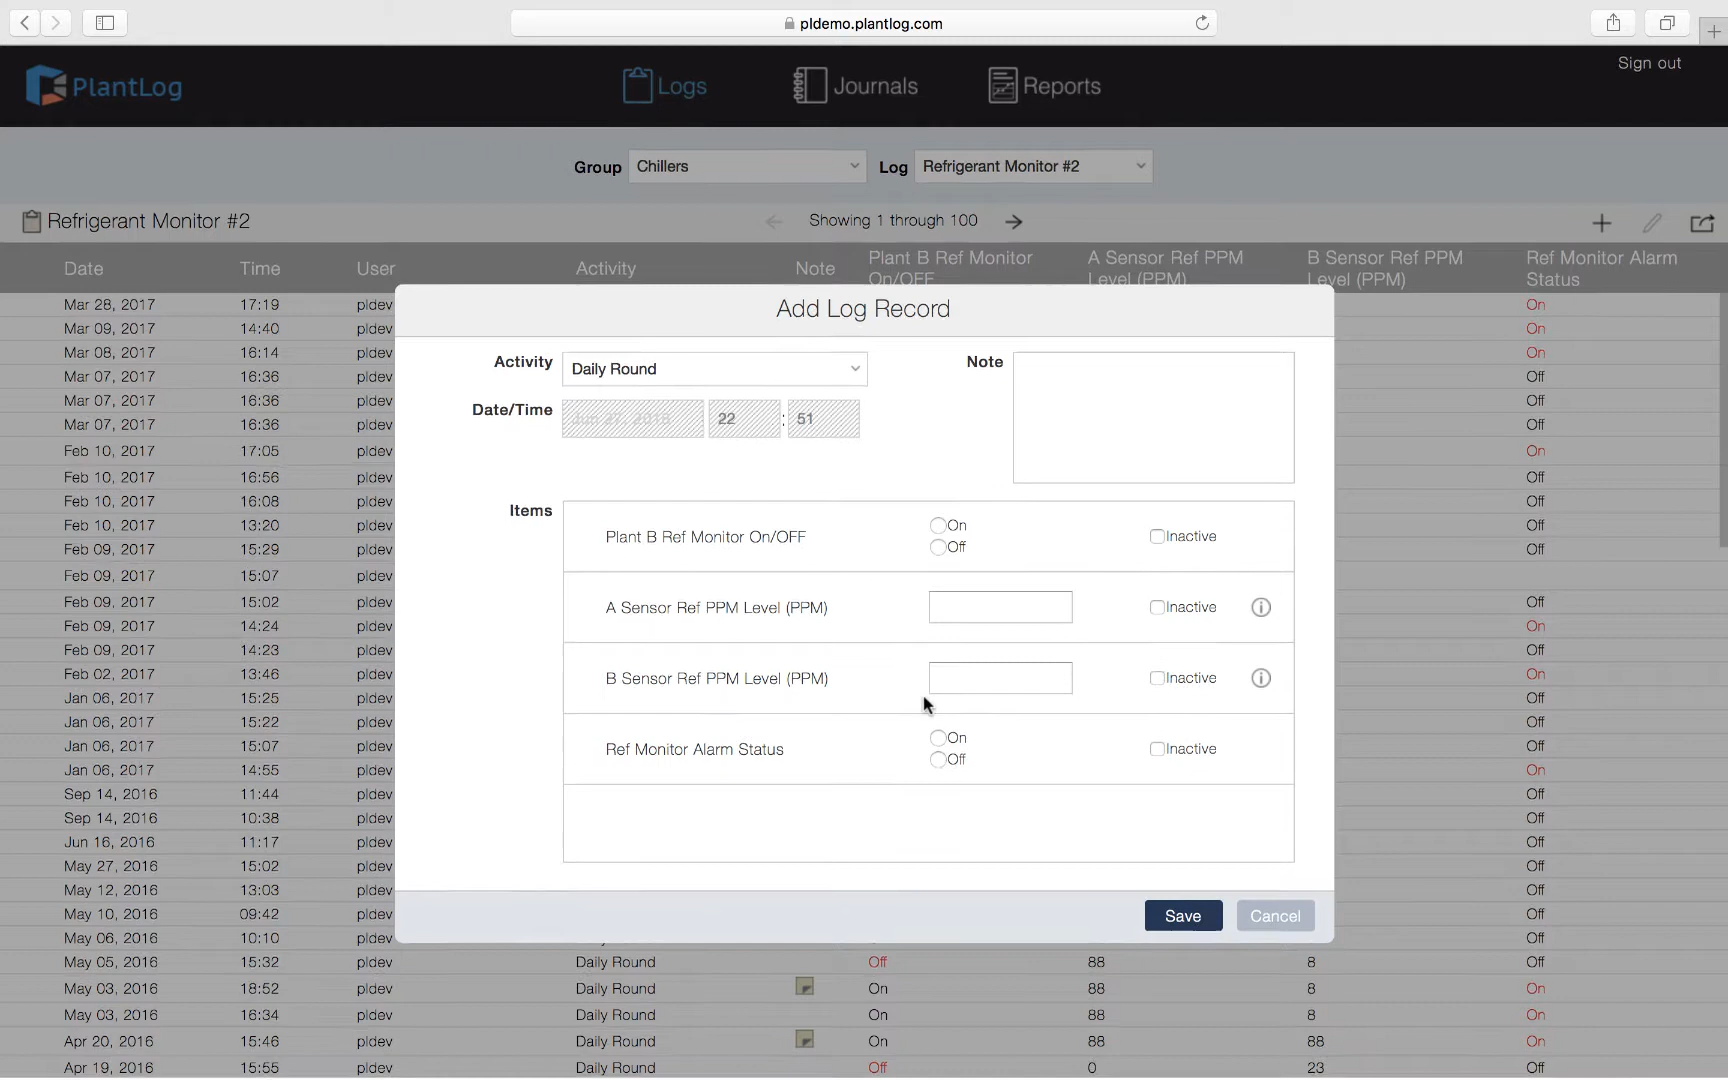 pldemo.plantlog.com
Sign out
PlantLog
Logs
Journals
Reports
Group Chillers Log Refrigerant Monitor #2
Refrigerant Monitor #2 Showing 1 through 100
Date Time User Activity Note Plant B Ref Monitor On/OFF A Sensor Ref PPM Level (PPM) B Sensor Ref PPM Level (PPM) Ref Monitor Alarm Status
Add Log Record
Activity Daily Round Note
Date/Time Jun 27, 2018 22 : 51
Items
Plant B Ref Monitor On/OFF On Off Inactive
A Sensor Ref PPM Level (PPM) Inactive
B Sensor Ref PPM Level (PPM) Inactive
Ref Monitor Alarm Status On Off Inactive
Save Cancel
Mar 28, 2017 17:19 pldev On
Mar 09, 2017 14:40 pldev On
Mar 08, 2017 16:14 pldev On
Mar 07, 2017 16:36 pldev Off
Mar 07, 2017 16:36 pldev Off
Mar 07, 2017 16:36 pldev Off
Feb 10, 2017 17:05 pldev On
Feb 10, 2017 16:56 pldev Off
Feb 10, 2017 16:08 pldev Off
Feb 10, 2017 13:20 pldev Off
Feb 09, 2017 15:29 pldev Off
Feb 09, 2017 15:07 pldev
Feb 09, 2017 15:02 pldev Off
Feb 09, 2017 14:24 pldev On
Feb 09, 2017 14:23 pldev Off
Feb 02, 2017 13:46 pldev On
Jan 06, 2017 15:25 pldev Off
Jan 06, 2017 15:22 pldev Off
Jan 06, 2017 15:07 pldev Off
Jan 06, 2017 14:55 pldev On
Sep 14, 2016 11:44 pldev Off
Sep 14, 2016 10:38 pldev Off
Jun 16, 2016 11:17 pldev Off
May 27, 2016 15:02 pldev Off
May 12, 2016 13:03 pldev Off
May 10, 2016 09:42 pldev Off
May 06, 2016 10:10 pldev Off
May 05, 2016 15:32 pldev Daily Round Off 88 8 Off
May 03, 2016 18:52 pldev Daily Round On 88 8 On
May 03, 2016 16:34 pldev Daily Round On 88 8 On
Apr 20, 2016 15:46 pldev Daily Round On 88 88 On
Apr 19, 2016 15:55 pldev Daily Round Off 0 23 Off